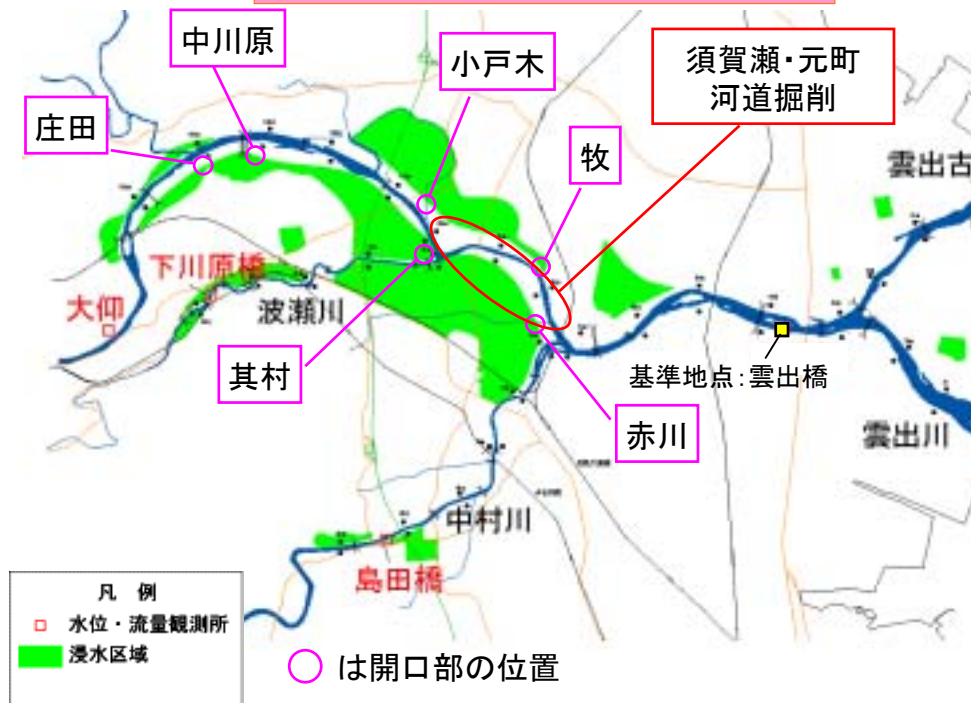 中川原
小戸木
須賀瀬・元町
河道掘削
庄田
牧
雲出古
下川原橋
大仰
波瀬川
其村
基準地点:雲出橋
赤川
雲出川
中村川
島田橋
凡 例
水位・流量観測所
浸水区域
は開口部の位置